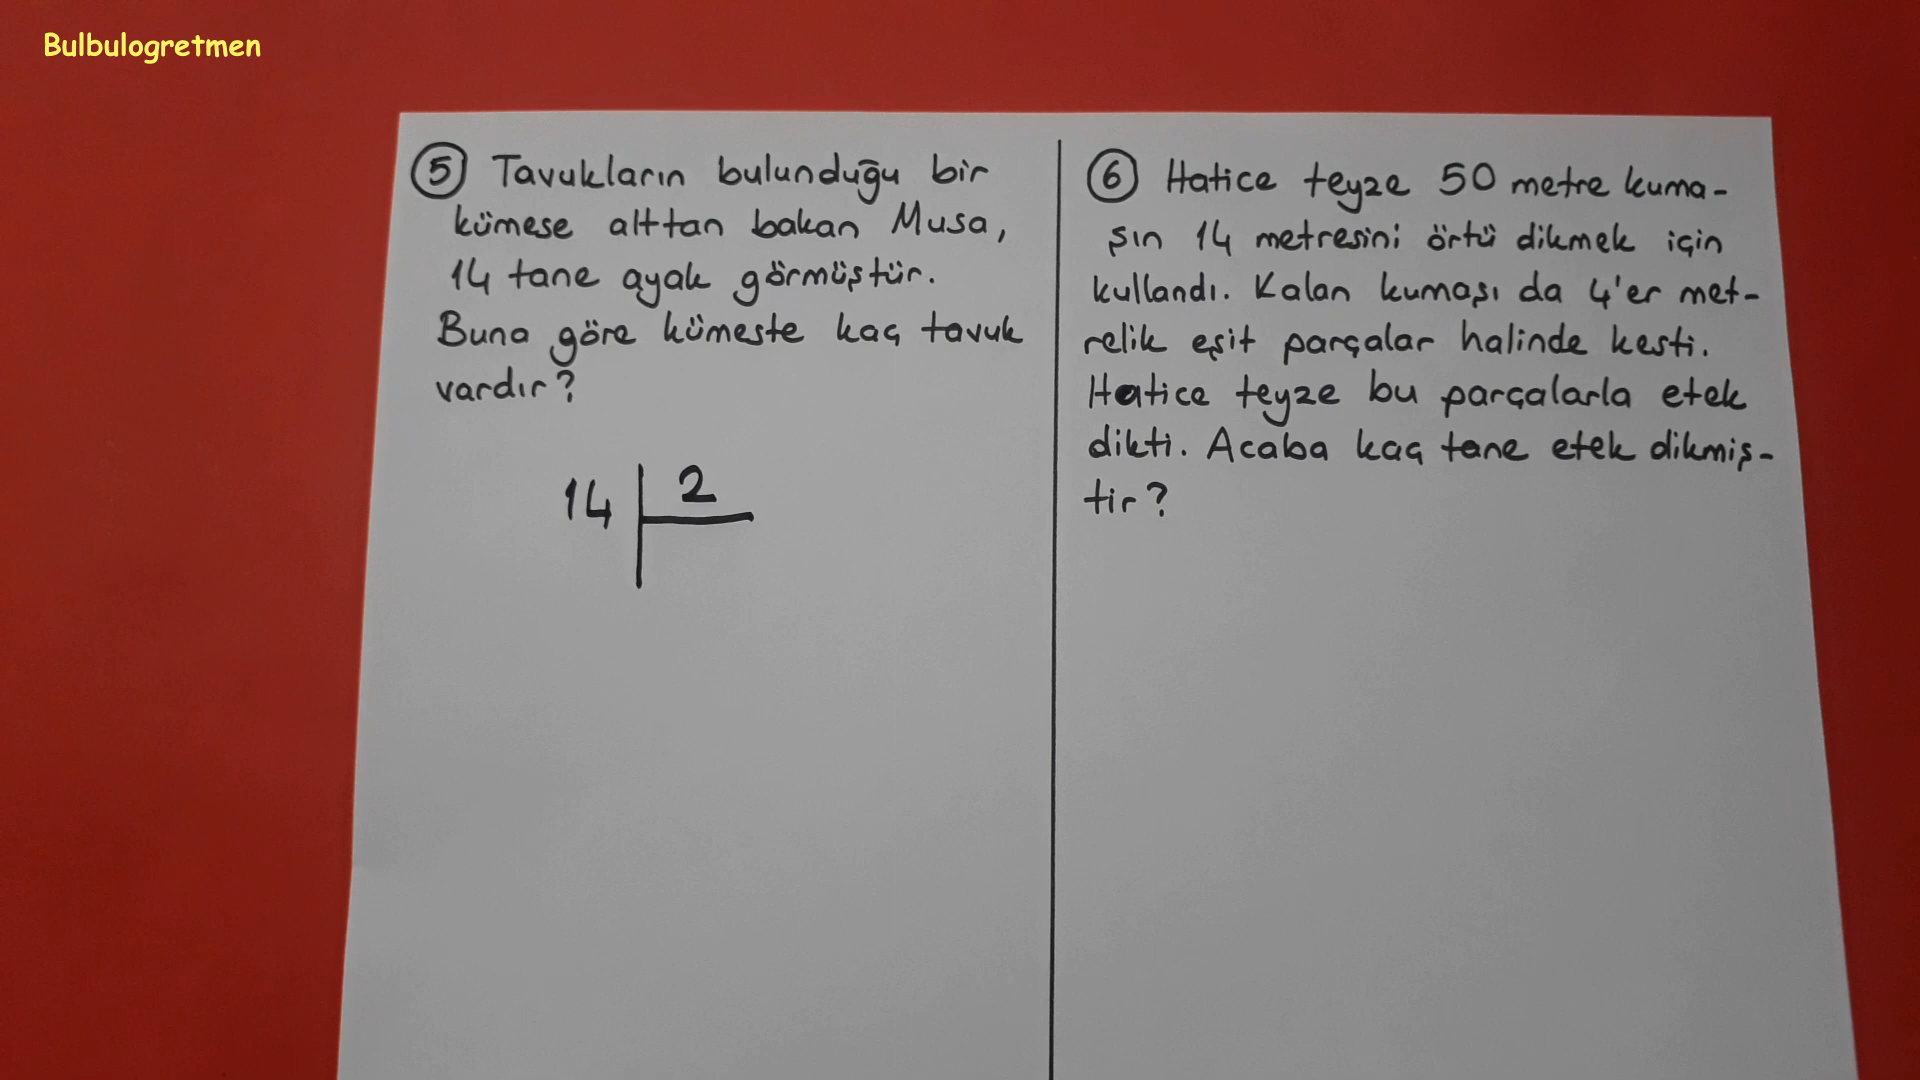 Bulbulogretmen
5 Tavukların bulunduğu bir
kümese alttan bakan Musa,
14 tane ayak görmüştür.
Buna göre kümeste kaç tavuk
vardır?
14 2
6 Hatice teyze 50 metre kuma-
şın 14 metresini örtü dikmek için
kullandı. Kalan kumaşı da 4'er met-
relik eşit parçalar halinde kesti.
Hatice teyze bu parçalarla etek
dikti. Acaba kaç tane etek dikmiş-
tir?